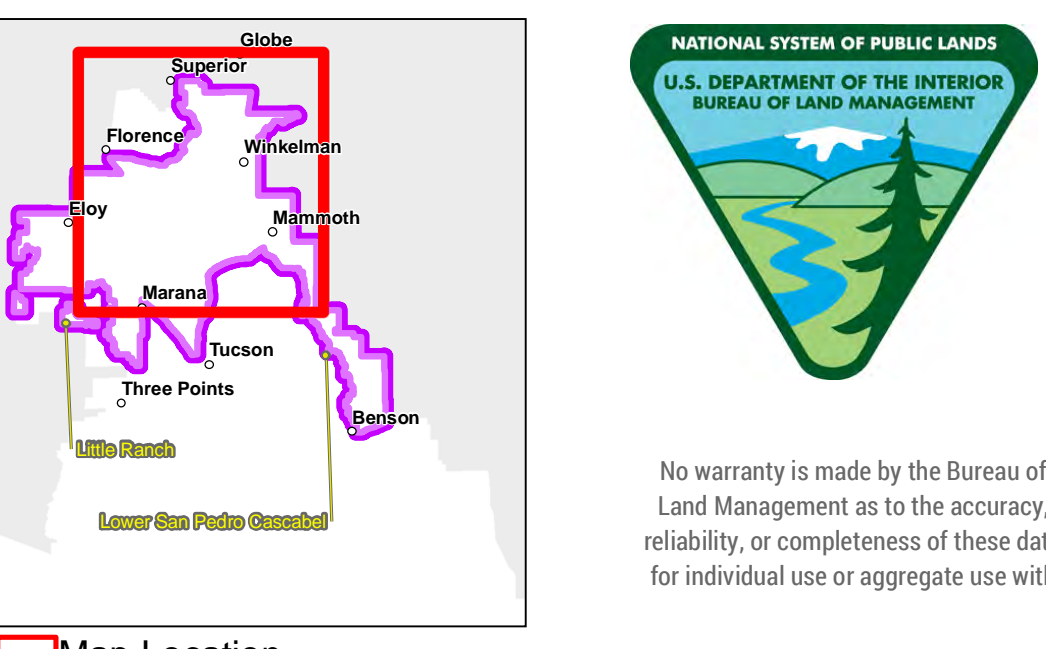 Globe
Superior
Florence
Winkelman
Eloy
Mammoth
Marana
Tucson
Three Points
Benson
Little Ranch
Lower San Pedro Cascabel
Map Location
NATIONAL SYSTEM OF PUBLIC LANDS
U.S. DEPARTMENT OF THE INTERIOR
BUREAU OF LAND MANAGEMENT
No warranty is made by the Bureau of
Land Management as to the accuracy,
reliability, or completeness of these dat
for individual use or aggregate use with